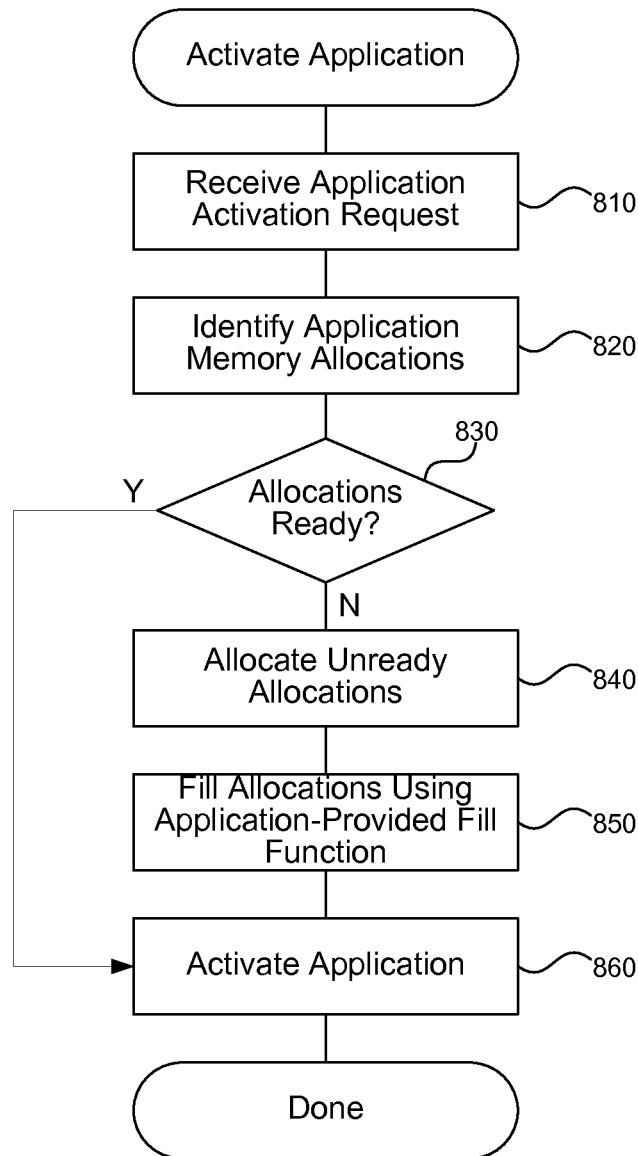 Activate Application
Receive Application
Activation Request
810
Identify Application
Memory Allocations
820
830
Allocations
Ready?
Y
N
Allocate Unready
Allocations
840
Fill Allocations Using
Application-Provided Fill
Function
850
Activate Application
860
Done